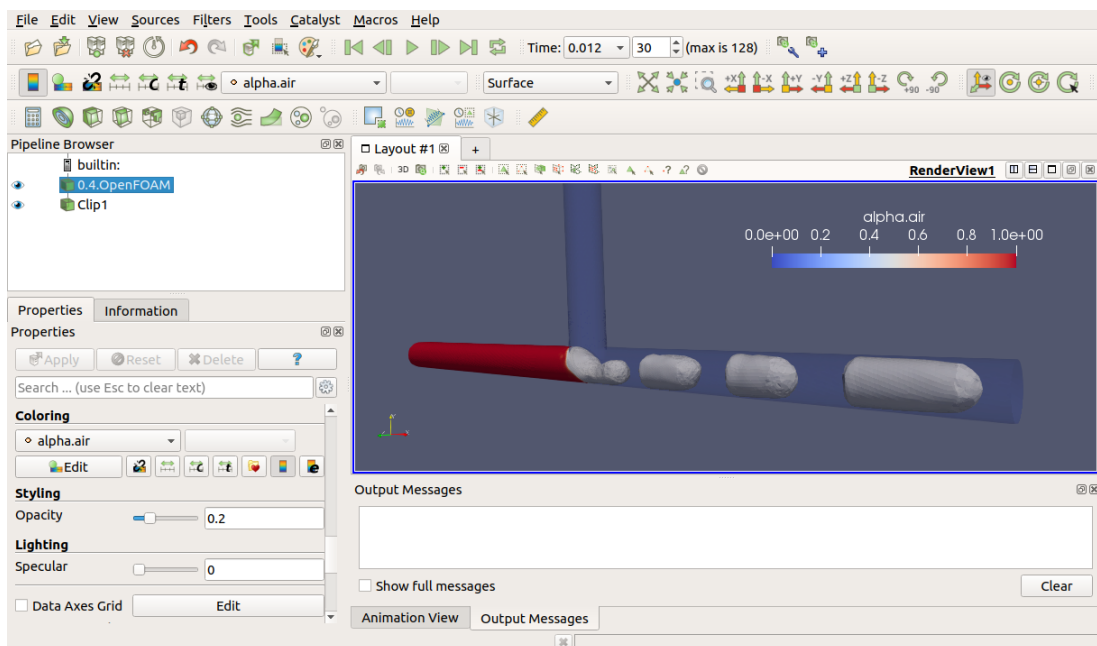 File Edit View Sources Filters Tools Catalyst Macros Help
Time: 0.012 30 (max is 128)
alpha.air Surface +X -X +Y -Y +Z -Z +90 -90
Pipeline Browser
builtin:
0.4.OpenFOAM
Clip1
Properties Information
Properties
Apply Reset Delete ?
Search ... (use Esc to clear text)
Coloring
alpha.air
Edit
Styling
Opacity 0.2
Lighting
Specular 0
Data Axes Grid Edit
Layout #1 +
3D RenderView1
alpha.air
0.0e+00 0.2 0.4 0.6 0.8 1.0e+00
Output Messages
Show full messages Clear
Animation View Output Messages